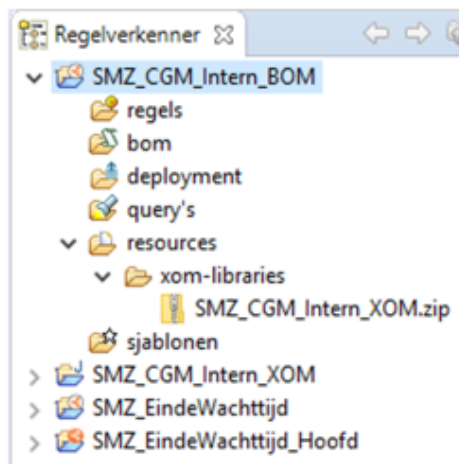 Regelverkenner
SMZ_CGM_Intern_BOM
regels
bom
deployment
query's
resources
xom-libraries
SMZ_CGM_Intern_XOM.zip
sjablonen
SMZ_CGM_Intern_XOM
SMZ_EindeWachttijd
SMZ_EindeWachttijd_Hoofd